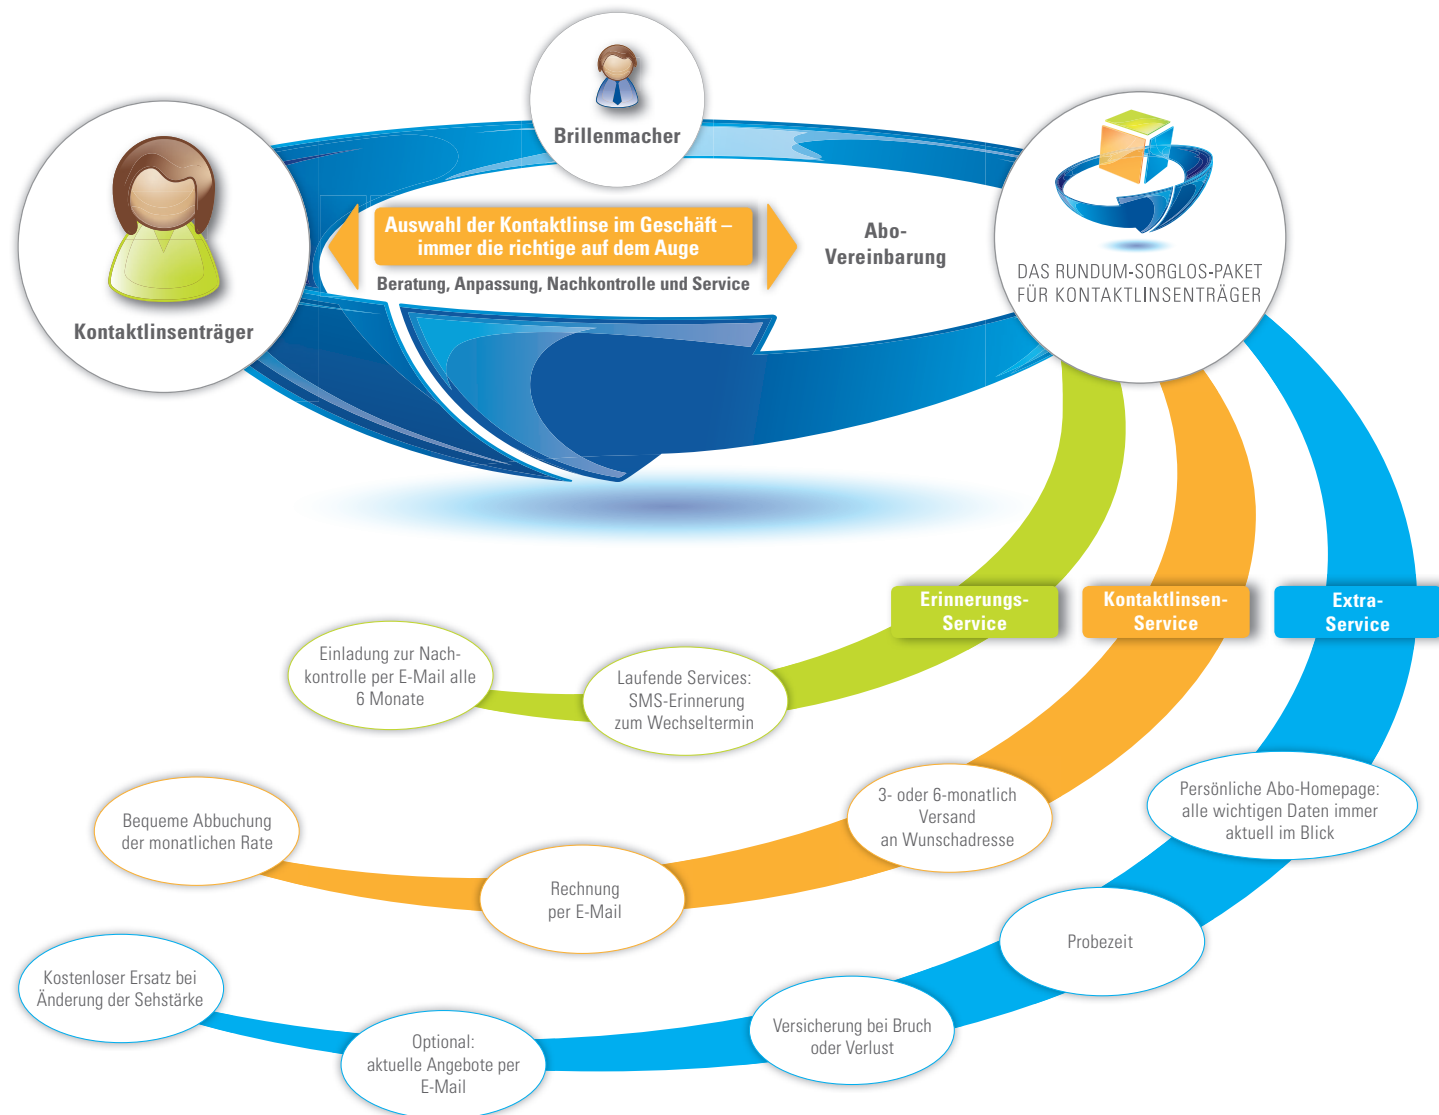 Brillenmacher
Kontaktlinsenträger
Auswahl der Kontaktlinse im Geschäft –
immer die richtige auf dem Auge
Beratung, Anpassung, Nachkontrolle und Service
Abo-
Vereinbarung
DAS RUNDUM-SORGLOS-PAKET
FÜR KONTAKTLINSENTRÄGER
Erinnerungs-
Service
Kontaktlinsen-
Service
Extra-
Service
Einladung zur Nach-
kontrolle per E-Mail alle
6 Monate
Laufende Services:
SMS-Erinnerung
zum Wechseltermin
Bequeme Abbuchung
der monatlichen Rate
Rechnung
per E-Mail
3- oder 6-monatlich
Versand
an Wunschadresse
Persönliche Abo-Homepage:
alle wichtigen Daten immer
aktuell im Blick
Probezeit
Versicherung bei Bruch
oder Verlust
Optional:
aktuelle Angebote per
E-Mail
Kostenloser Ersatz bei
Änderung der Sehstärke